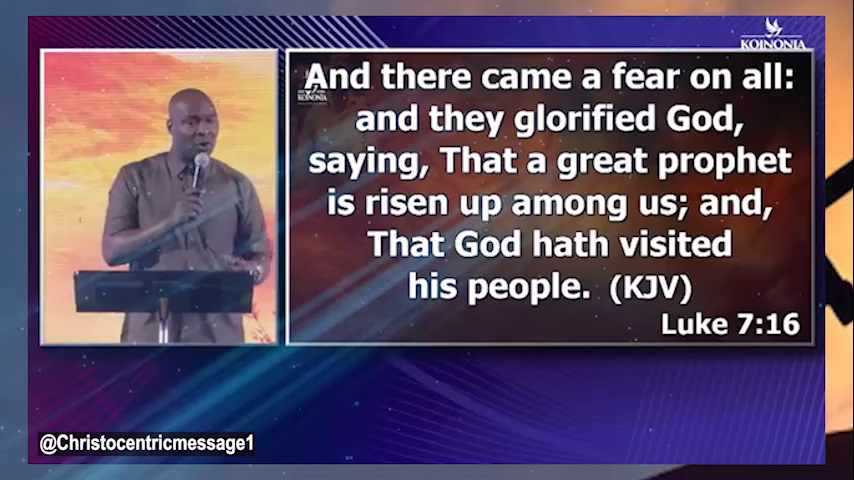 KOINONIA
And there came a fear on all:
KOINONIA
and they glorified God,
saying, That a great prophet
is risen up among us; and,
That God hath visited
his people. (KJV)
Luke 7:16
@Christocentricmessage1